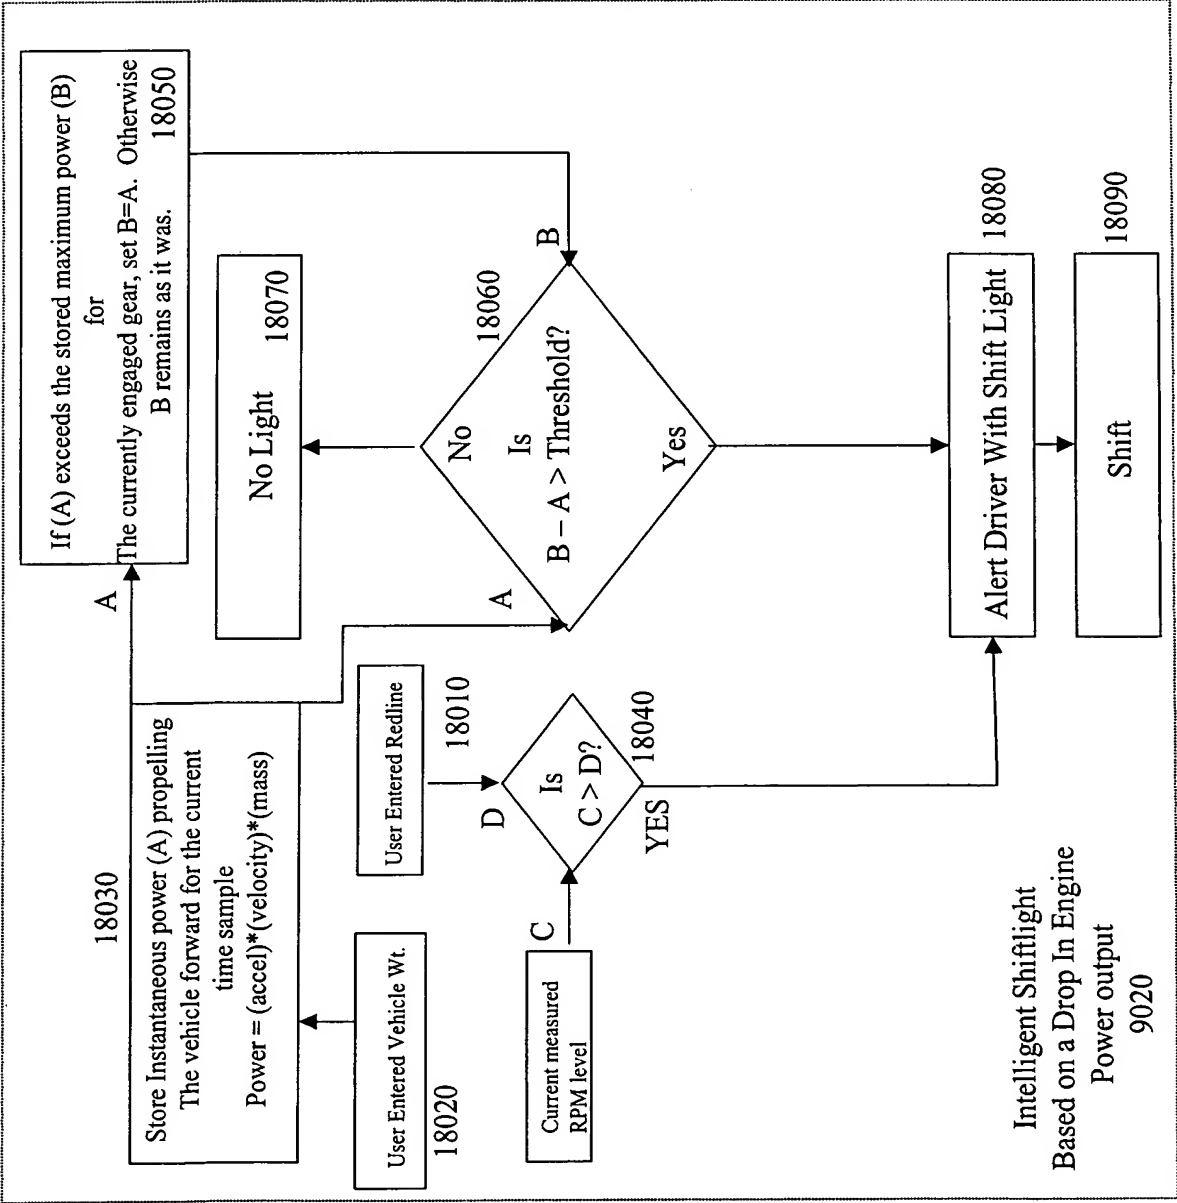 18030
Store Instantaneous power (A) propelling
The vehicle forward for the current
time sample
Power = (accel)*(velocity)*(mass)
A
If (A) exceeds the stored maximum power (B)
for
The currently engaged gear, set B=A. Otherwise
B remains as it was.
18050
User Entered Vehicle Wt.
18020
User Entered Redline
18010
No Light
18070
Current measured
RPM level
C
D
Is
C > D?
18040
YES
A
B
18060
No
Is
B – A > Threshold?
Yes
Alert Driver With Shift Light
18080
Shift
18090
Intelligent Shiftlight
Based on a Drop In Engine
Power output
9020